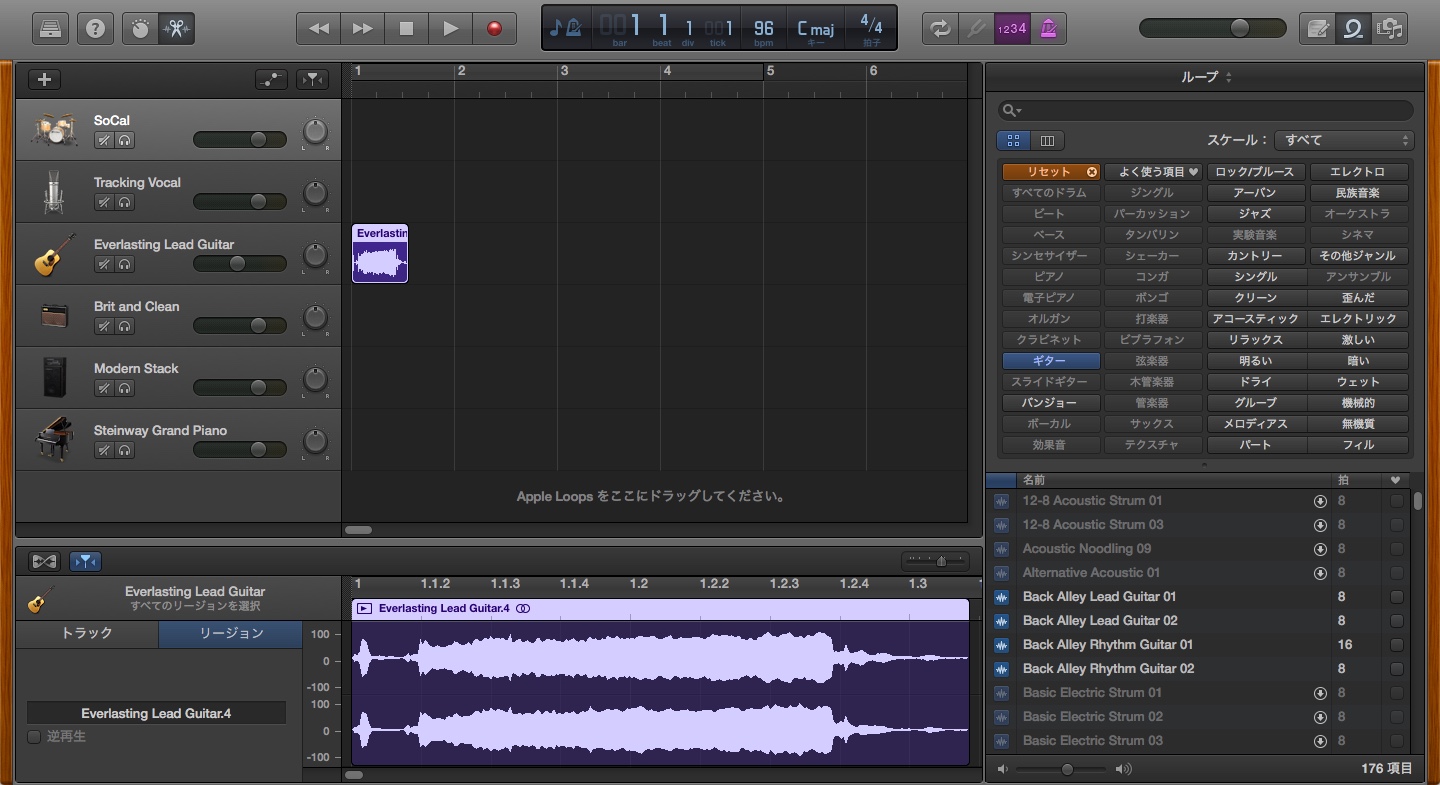 001 1 1 001 96 C maj 4/4
bar beat div tick bpm キー 拍子
1234
1 2 3 4 5 6
SoCal
L R
Tracking Vocal
L R
Everlasting Lead Guitar
L R
Everlastin
Brit and Clean
L R
Modern Stack
L R
Steinway Grand Piano
L R
Apple Loops をここにドラッグしてください。
ループ
スケール： すべて
リセット よく使う項目 ロック/ブルース エレクトロ
すべてのドラム ジングル アーバン 民族音楽
ビート パーカッション ジャズ オーケストラ
ベース タンバリン 実験音楽 シネマ
シンセサイザー シェーカー カントリー その他ジャンル
ピアノ コンガ シングル アンサンブル
電子ピアノ ボンゴ クリーン 歪んだ
オルガン 打楽器 アコースティック エレクトリック
クラビネット ビブラフォン リラックス 激しい
ギター 弦楽器 明るい 暗い
スライドギター 木管楽器 ドライ ウェット
バンジョー 管楽器 グループ 機械的
ボーカル サックス メロディアス 無機質
効果音 テクスチャ パート フィル
名前 拍
12-8 Acoustic Strum 01 8
12-8 Acoustic Strum 03 8
Acoustic Noodling 09 8
Alternative Acoustic 01 8
Back Alley Lead Guitar 01 8
Back Alley Lead Guitar 02 8
Back Alley Rhythm Guitar 01 16
Back Alley Rhythm Guitar 02 8
Basic Electric Strum 01 8
Basic Electric Strum 02 8
Basic Electric Strum 03 8
176 項目
Everlasting Lead Guitar
すべてのリージョンを選択
トラック リージョン
Everlasting Lead Guitar.4
逆再生
1 1.1.2 1.1.3 1.1.4 1.2 1.2.2 1.2.3 1.2.4 1.3
Everlasting Lead Guitar.4
100
0
-100
100
0
-100